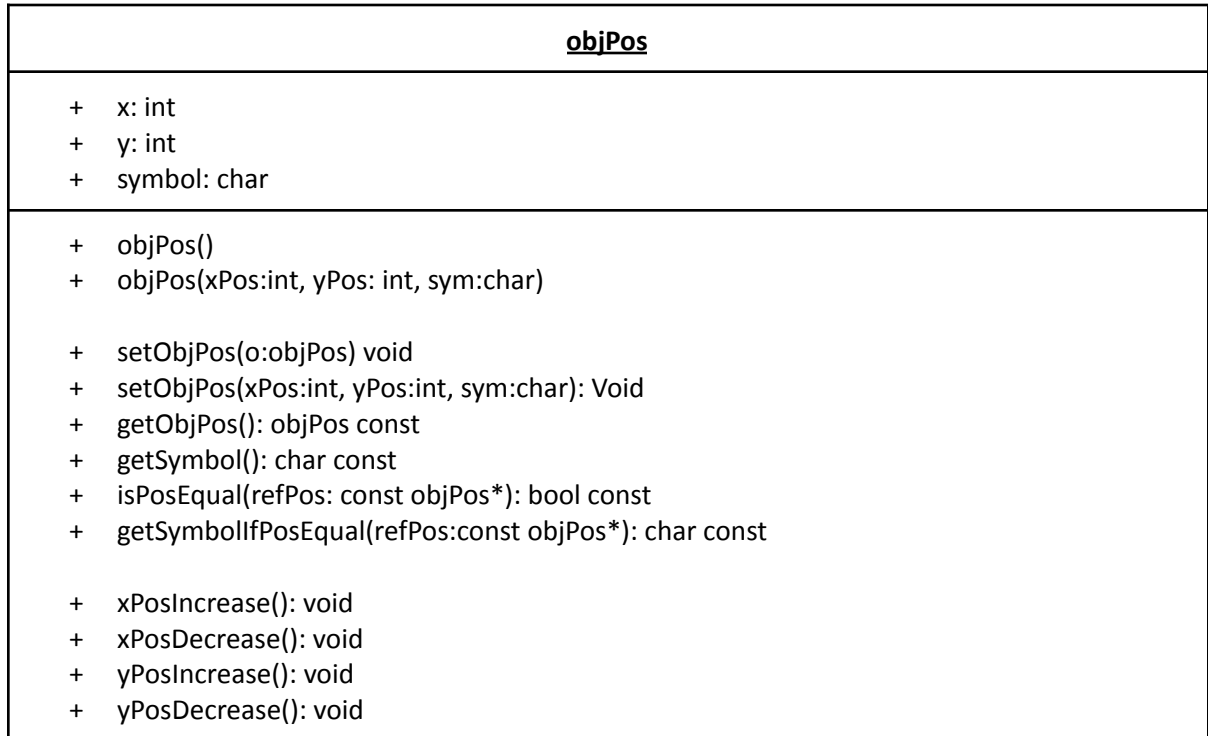 objPos
+ x: int
+ y: int
+ symbol: char
+ objPos()
+ objPos(xPos:int, yPos: int, sym:char)
+ setObjPos(o:objPos) void
+ setObjPos(xPos:int, yPos:int, sym:char): Void
+ getObjPos(): objPos const
+ getSymbol(): char const
+ isPosEqual(refPos: const objPos*): bool const
+ getSymbolIfPosEqual(refPos:const objPos*): char const
+ xPosIncrease(): void
+ xPosDecrease(): void
+ yPosIncrease(): void
+ yPosDecrease(): void